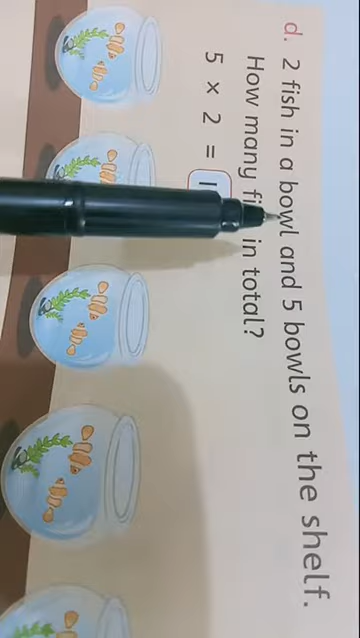 d. 2 fish in a bowl and 5 bowls on the shelf.
How many in total?
5 × 2 =